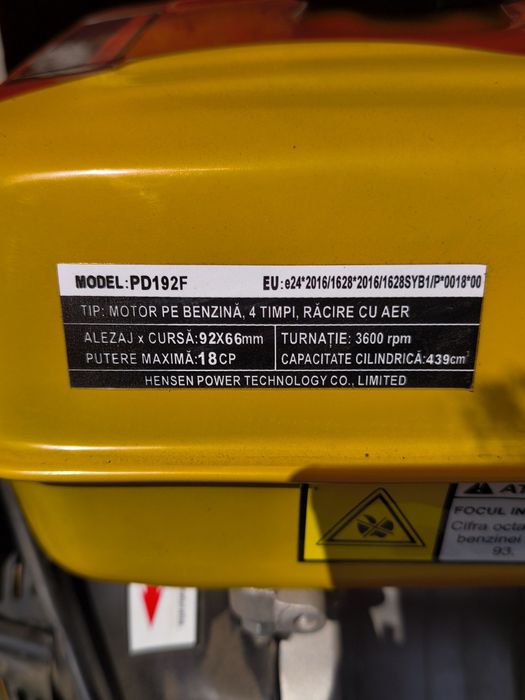 MODEL:PD192F EU:e24*2016/1628*2016/1628SYB1/P*0018*00
TIP: MOTOR PE BENZINĂ, 4 TIMPI, RĂCIRE CU AER
ALEZAJ x CURSĂ:92X66mm TURNAȚIE: 3600 rpm
PUTERE MAXIMĂ:18CP CAPACITATE CILINDRICĂ:439cm³
HENSEN POWER TECHNOLOGY CO., LIMITED
FOCUL IN
Cifra octa
benzinei
93.